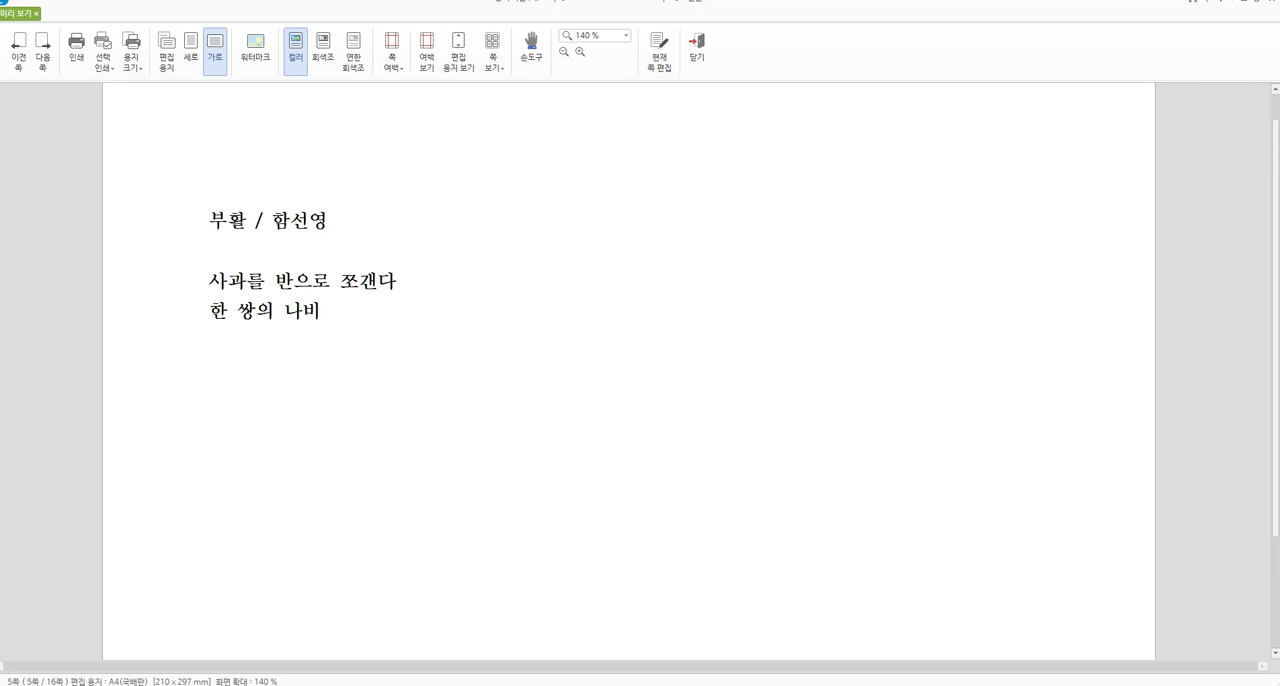 미리 보기 ×
이전 쪽
다음 쪽
인쇄
선택 인쇄
용지 크기
편집 용지
세로
가로
워터마크
컬러
회색조
연한 회색조
쪽 여백
여백 보기
편집 용지 보기
쪽 보기
손도구
140 %
현재 쪽 편집
닫기
부활 / 함선영
사과를 반으로 쪼갠다
한 쌍의 나비
5쪽 ( 5쪽 / 16쪽 ) 편집 용지 : A4(국배판) [210 x 297 mm] 화면 확대 : 140 %